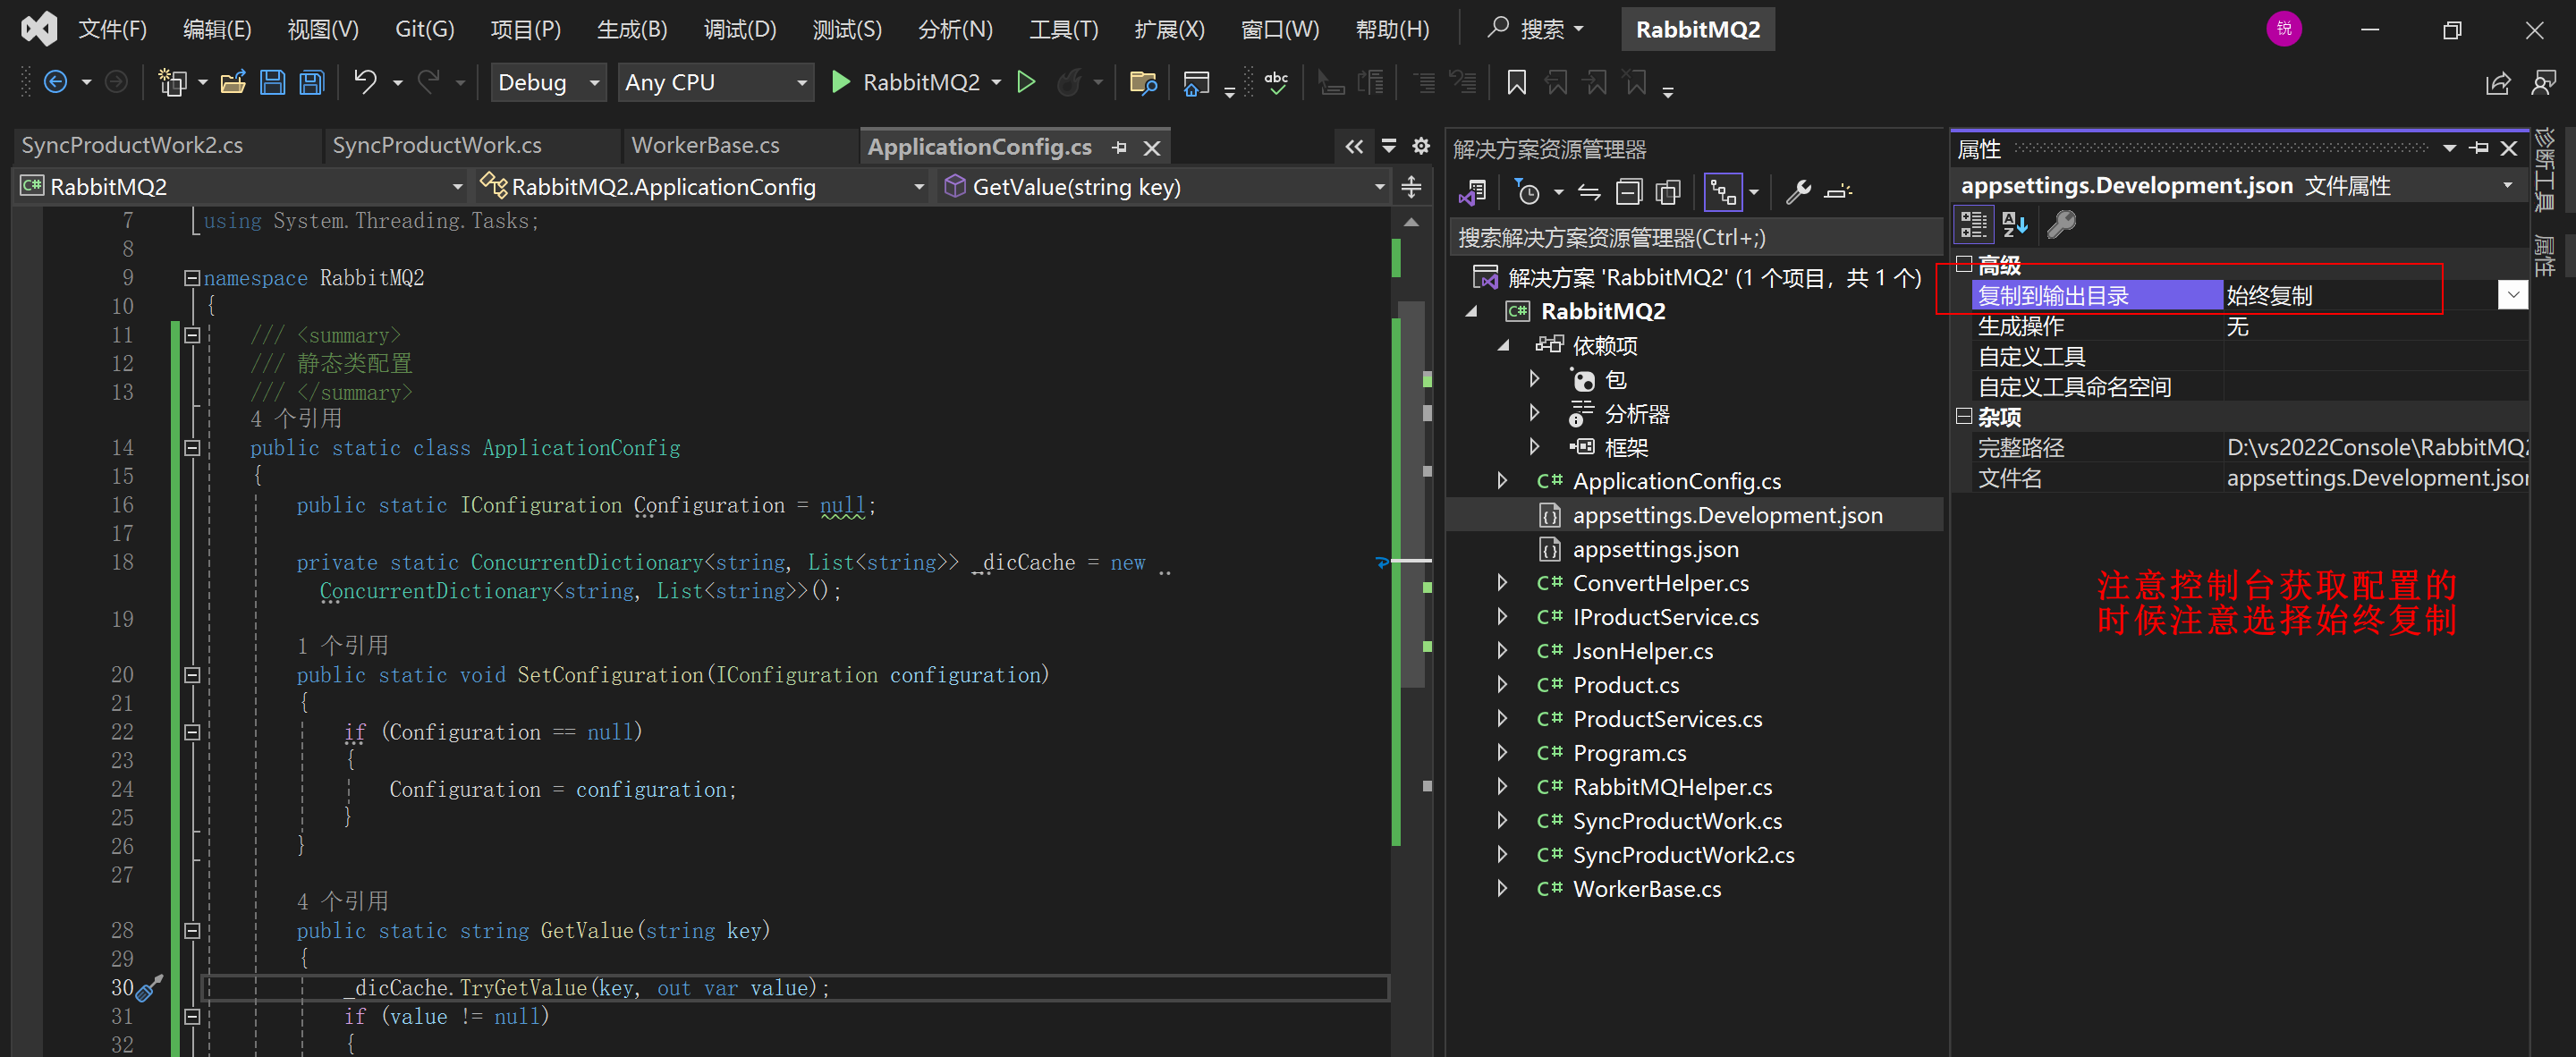 文件(F) 编辑(E) 视图(V) Git(G) 项目(P) 生成(B) 调试(D) 测试(S) 分析(N) 工具(T) 扩展(X) 窗口(W) 帮助(H) 搜索 RabbitMQ2 锐
Debug Any CPU RabbitMQ2
SyncProductWork2.cs SyncProductWork.cs WorkerBase.cs ApplicationConfig.cs
RabbitMQ2 RabbitMQ2.ApplicationConfig GetValue(string key)
7 using System.Threading.Tasks;
8
9 namespace RabbitMQ2
10 {
11 /// <summary>
12 /// 静态类配置
13 /// </summary>
4 个引用
14 public static class ApplicationConfig
15 {
16 public static IConfiguration Configuration = null;
17
18 private static ConcurrentDictionary<string, List<string>> _dicCache = new
ConcurrentDictionary<string, List<string>>();
19
1 个引用
20 public static void SetConfiguration(IConfiguration configuration)
21 {
22 if (Configuration == null)
23 {
24 Configuration = configuration;
25 }
26 }
27
4 个引用
28 public static string GetValue(string key)
29 {
30 _dicCache.TryGetValue(key, out var value);
31 if (value != null)
32 {
解决方案资源管理器
搜索解决方案资源管理器(Ctrl+;)
解决方案 'RabbitMQ2' (1 个项目，共 1 个)
C# RabbitMQ2
依赖项
包
分析器
框架
C# ApplicationConfig.cs
appsettings.Development.json
appsettings.json
C# ConvertHelper.cs
C# IProductService.cs
C# JsonHelper.cs
C# Product.cs
C# ProductServices.cs
C# Program.cs
C# RabbitMQHelper.cs
C# SyncProductWork.cs
C# SyncProductWork2.cs
C# WorkerBase.cs
属性
appsettings.Development.json 文件属性
高级
复制到输出目录 始终复制
生成操作 无
自定义工具
自定义工具命名空间
杂项
完整路径 D:\vs2022Console\RabbitMQ2
文件名 appsettings.Development.json
注意控制台获取配置的
时候注意选择始终复制
诊断工具
属性